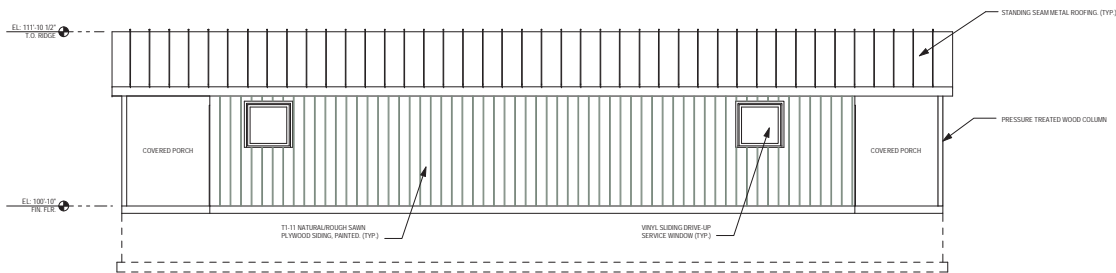 STANDING SEAM METAL ROOFING. (TYP.)
EL: 111'-10 1/2"
T.O. RIDGE
PRESSURE TREATED WOOD COLUMN
COVERED PORCH
COVERED PORCH
EL: 100'-10"
FIN. FLR.
T1-11 NATURAL/ROUGH SAWN
PLYWOOD SIDING, PAINTED. (TYP.)
VINYL SLIDING DRIVE-UP
SERVICE WINDOW (TYP.)